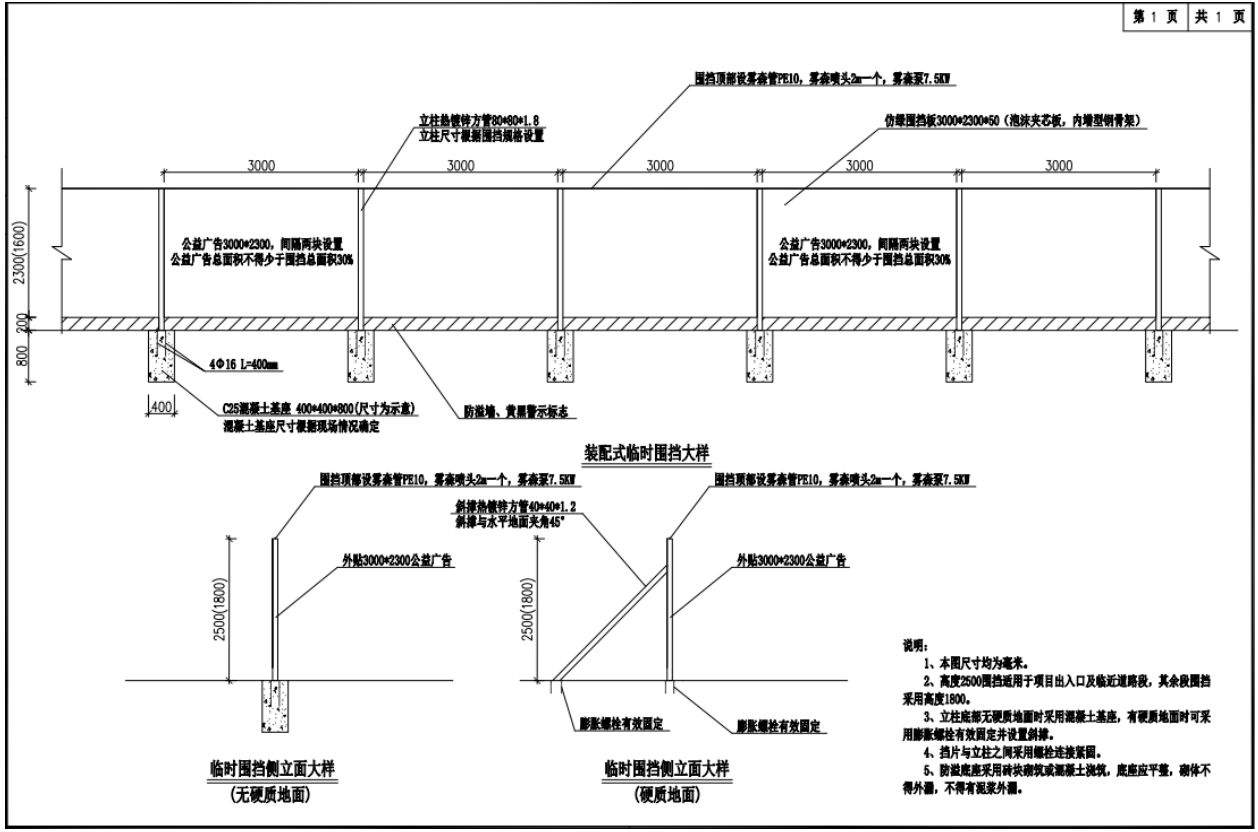 第 1 页 共 1 页
围挡顶部设雾森管PE10，雾森喷头2m一个，雾森泵7.5KW
立柱热镀锌方管80*80*1.8
立柱尺寸根据围挡规格设置
仿绿围挡板3000*2300*50（泡沫夹芯板，内增型钢骨架）
3000 3000 3000 3000 3000
2300(1600)
200
800
公益广告3000*2300，间隔两块设置
公益广告总面积不得少于围挡总面积30%
公益广告3000*2300，间隔两块设置
公益广告总面积不得少于围挡总面积30%
4Φ16 L=400mm
400
C25混凝土基座 400*400*800(尺寸为示意)
混凝土基座尺寸根据现场情况确定
防溢墙、黄黑警示标志
装配式临时围挡大样
围挡顶部设雾森管PE10，雾森喷头2m一个，雾森泵7.5KW
外贴3000*2300公益广告
2500(1800)
临时围挡侧立面大样
(无硬质地面)
围挡顶部设雾森管PE10，雾森喷头2m一个，雾森泵7.5KW
斜撑热镀锌方管40*40*1.2
斜撑与水平地面夹角45°
外贴3000*2300公益广告
2500(1800)
膨胀螺栓有效固定
膨胀螺栓有效固定
临时围挡侧立面大样
(硬质地面)
说明：
1、本图尺寸均为毫米。
2、高度2500围挡适用于项目出入口及临近道路段，其余段围挡
采用高度1800。
3、立柱底部无硬质地面时采用混凝土基座，有硬质地面时可采
用膨胀螺栓有效固定并设置斜撑。
4、挡片与立柱之间采用螺栓连接紧固。
5、防溢底座采用砖块砌筑或混凝土浇筑，底座应平整，砌体不
得外漏，不得有泥浆外漏。